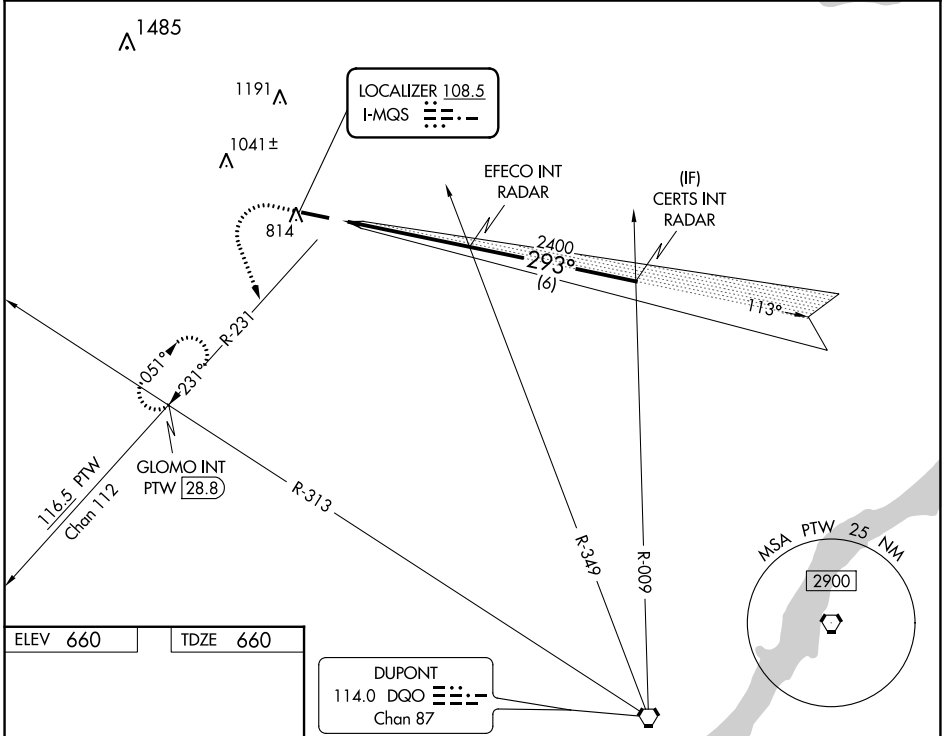 1485
1191
1041±
814
LOCALIZER 108.5
I-MQS
EFECO INT
RADAR
(IF)
CERTS INT
RADAR
2400
293°
(6)
113°
R-231
051°
231°
GLOMO INT
PTW 28.8
116.5 PTW
Chan 112
R-313
R-349
R-009
MSA PTW 25 NM
2900
ELEV 660
TDZE 660
DUPONT
114.0 DQO
Chan 87